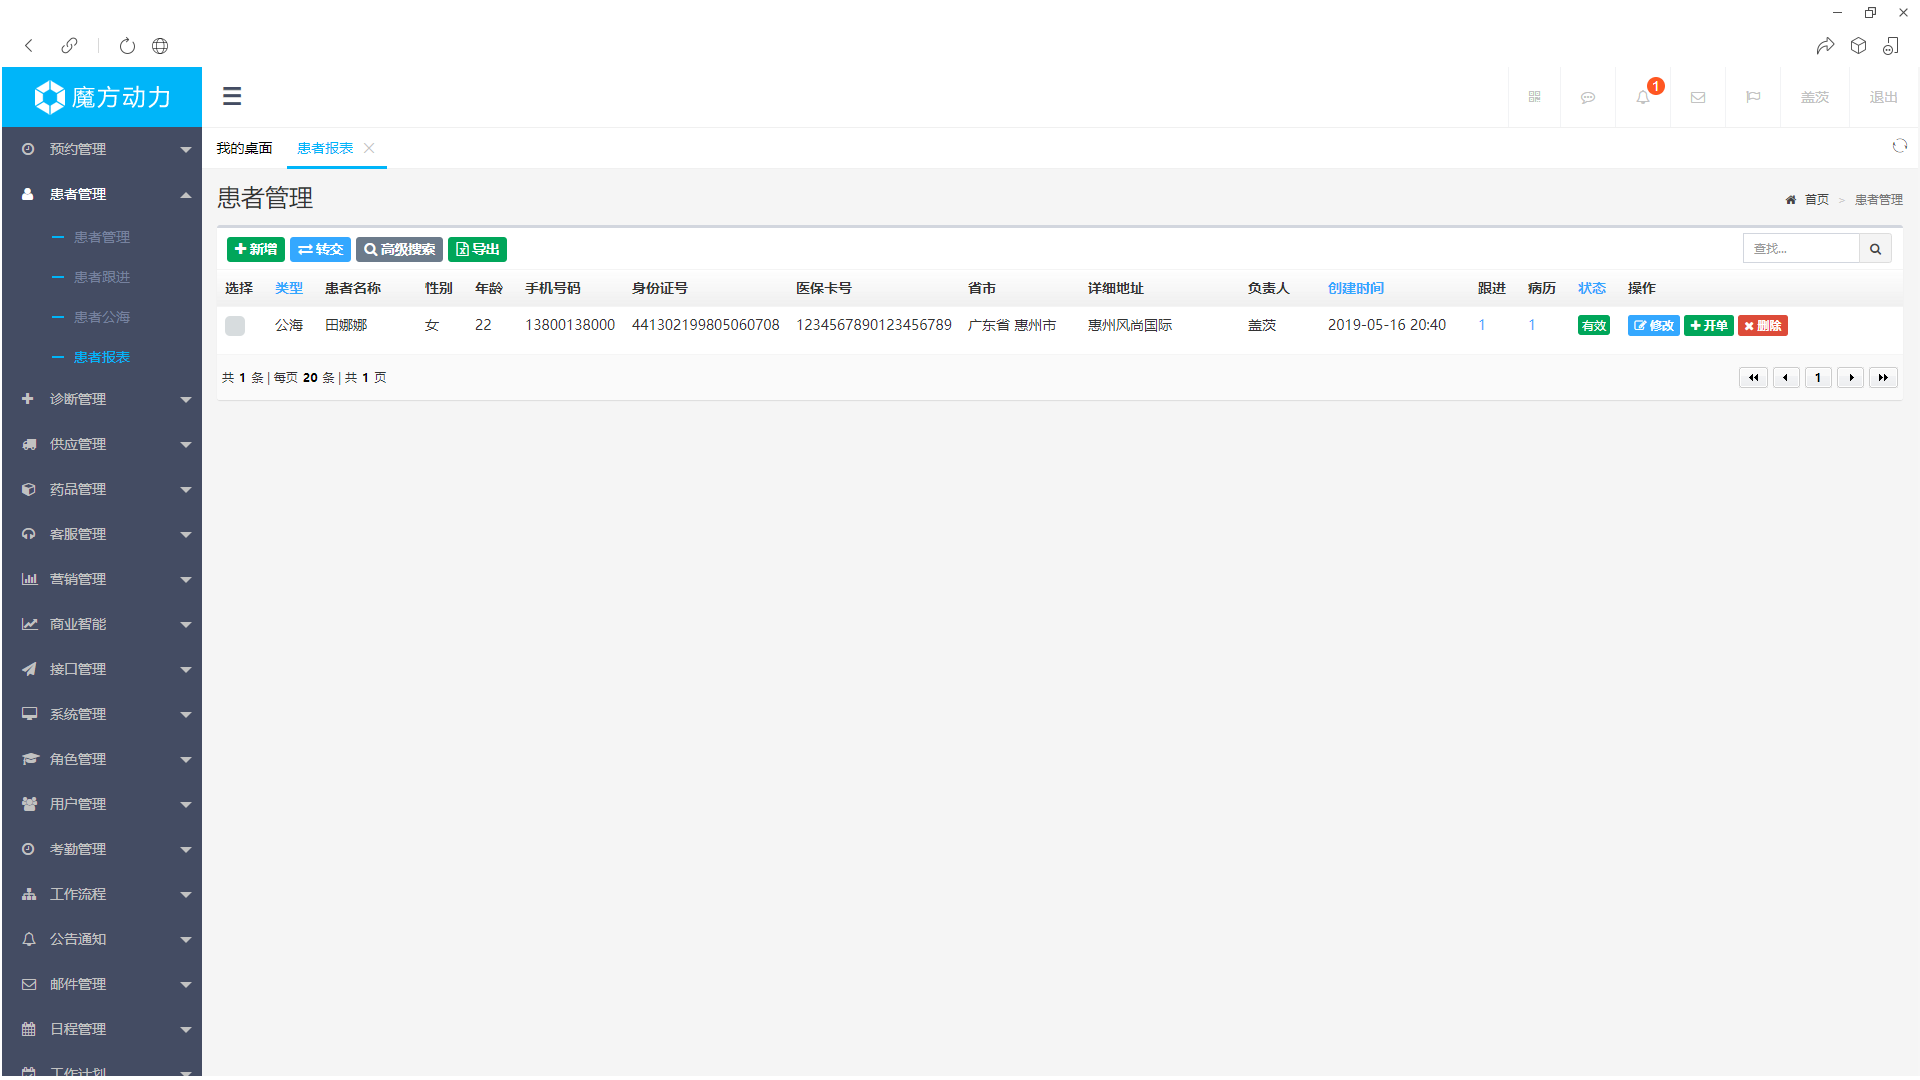 魔方动力
1
盖茨
退出
预约管理
患者管理
患者管理
患者跟进
患者公海
患者报表
诊断管理
供应管理
药品管理
客服管理
营销管理
商业智能
接口管理
系统管理
角色管理
用户管理
考勤管理
工作流程
公告通知
邮件管理
日程管理
工作计划
我的桌面 患者报表
患者管理
首页 > 患者管理
新增 转交 高级搜索 导出
查找...
选择 类型 患者名称 性别 年龄 手机号码 身份证号 医保卡号 省市 详细地址 负责人 创建时间 跟进 病历 状态 操作
公海 田娜娜 女 22 13800138000 441302199805060708 1234567890123456789 广东省 惠州市 惠州风尚国际 盖茨 2019-05-16 20:40 1 1 有效 修改 开单 删除
共 1 条 | 每页 20 条 | 共 1 页
1